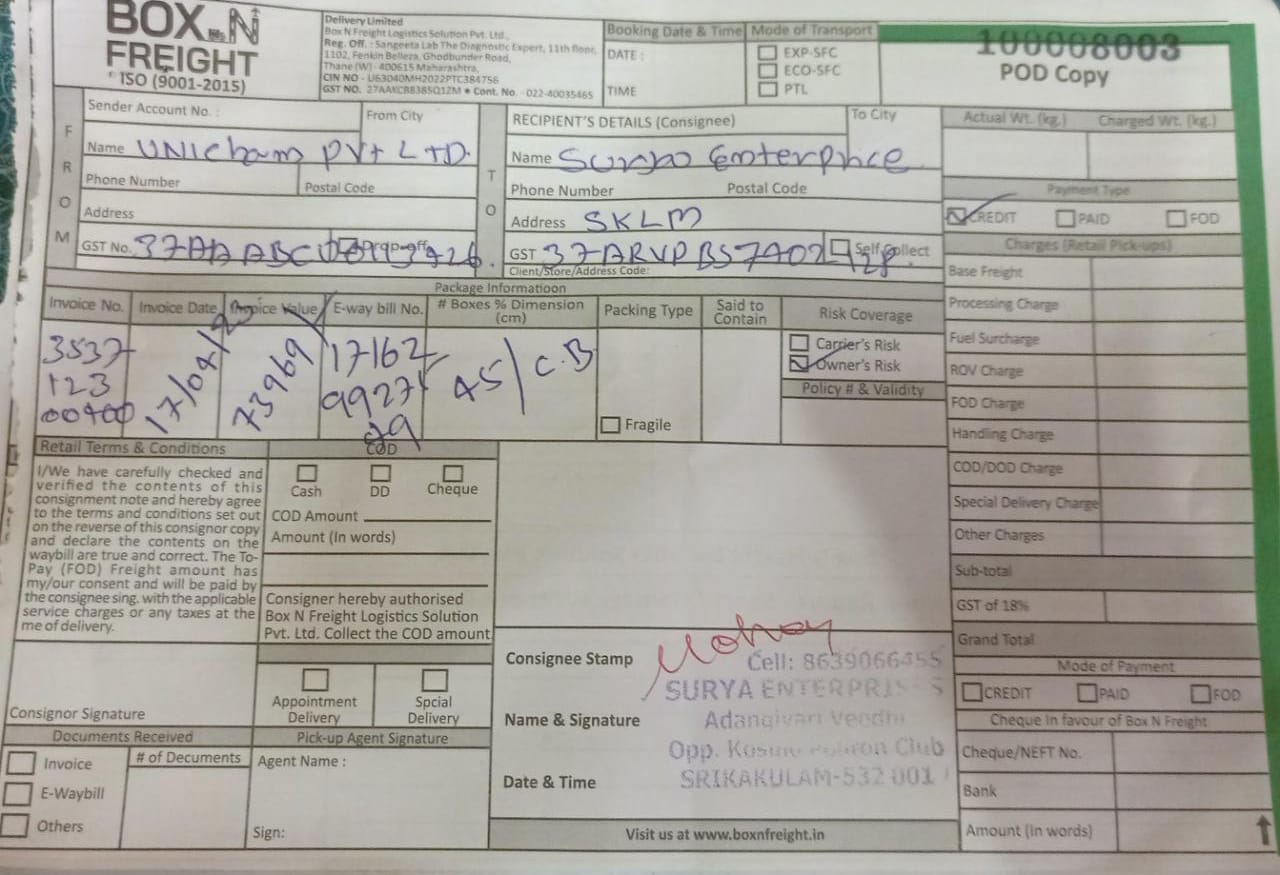 BOX N
FREIGHT
ISO (9001-2015)
Delivery Limited
Box N Freight Logistics Solution Pvt. Ltd.,
Reg. Off. : Sangeeta Lab The Diagnostic Expert, 11th floor,
1102, Fenkin Belleza, Ghodbunder Road,
Thane (W) - 400615 Maharashtra,
CIN NO - U63040MH2022PTC384756
GST NO. 27AAKCB8385Q1ZM • Cont. No. - 022-40035465
Booking Date & Time
DATE :
TIME
Mode of Transport
EXP-SFC
ECO-SFC
PTL
100008003
POD Copy
FROM
Sender Account No. :
From City
Name UNIcham PVt LTD.
Phone Number
Postal Code
Address
GST No.
Drop-off
TO
RECIPIENT'S DETAILS (Consignee)
To City
Name Enterprice
Phone Number
Postal Code
Address SKLM
GST
Self Collect
Client/Store/Address Code:
Actual Wt. (kg.)
Charged Wt. (kg.)
Payment Type
CREDIT
PAID
FOD
Charges (Retail Pick-ups)
Base Freight
Processing Charge
Fuel Surcharge
ROV Charge
FOD Charge
Handling Charge
COD/DOD Charge
Special Delivery Charge
Other Charges
Sub-total
GST of 18%
Grand Total
Mode of Payment
CREDIT
PAID
FOD
Cheque In favour of Box N Freight
Cheque/NEFT No.
Bank
Amount (In words)
Package Informatioon
Invoice No.
Invoice Date
Invoice Value
E-way bill No.
# Boxes % Dimension
(cm)
Packing Type
Said to
Contain
Risk Coverage
3537
123
00400
73969
17162
45/C.B
Fragile
Carrier's Risk
Owner's Risk
Policy # & Validity
Retail Terms & Conditions
I/We have carefully checked and
verified the contents of this
consignment note and hereby agree
to the terms and conditions set out
on the reverse of this consignor copy
and declare the contents on the
waybill are true and correct. The To-
Pay (FOD) Freight amount has
my/our consent and will be paid by
the consignee sing. with the applicable
service charges or any taxes at the
me of delivery.
COD
Cash
DD
Cheque
COD Amount
Amount (In words)
Consigner hereby authorised
Box N Freight Logistics Solution
Pvt. Ltd. Collect the COD amount
Consignor Signature
Appointment
Delivery
Spcial
Delivery
Documents Received
Invoice
E-Waybill
Others
# of Documents
Pick-up Agent Signature
Agent Name :
Sign:
Consignee Stamp
Name & Signature
Date & Time
Cell: 8639066455
SURYA ENTERPRISES
Adangivari Veedhi
Opp. Club
SRIKAKULAM-532 001
Visit us at www.boxnfreight.in